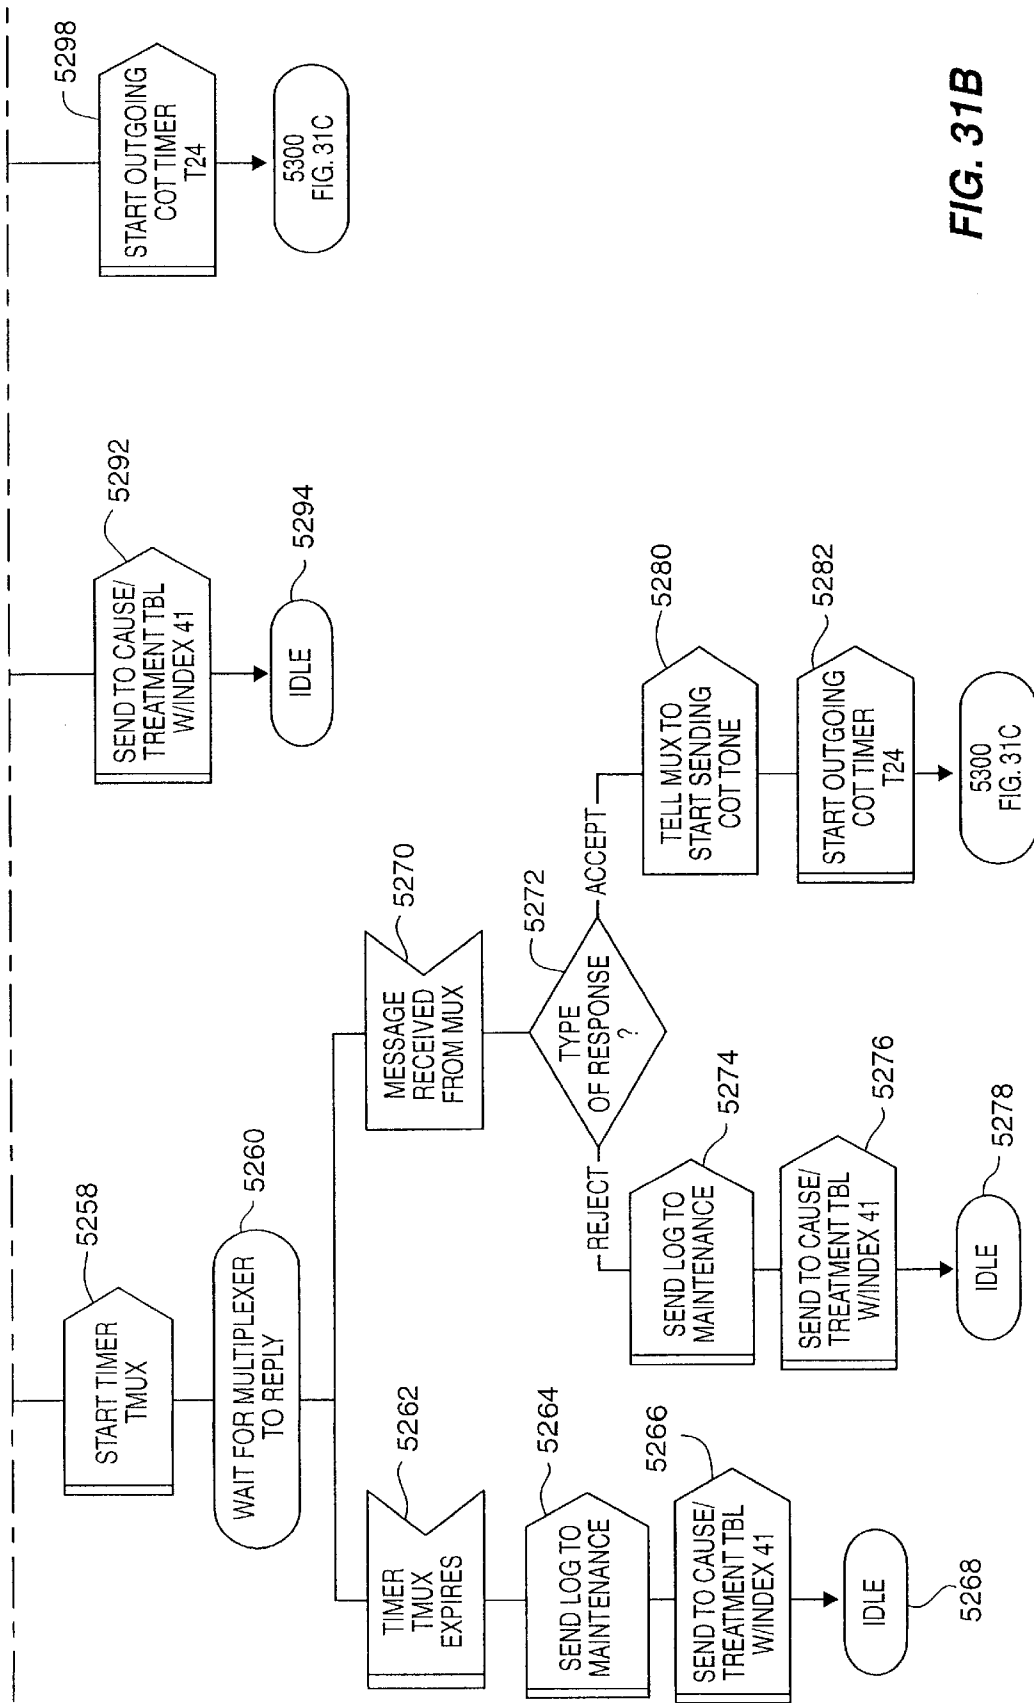 5258
START TIMER
TMUX
5260
WAIT FOR MULTIPLEXER
TO REPLY
5262
TIMER
TMUX
EXPIRES
5264
SEND LOG TO
MAINTENANCE
5266
SEND TO CAUSE/
TREATMENT TBL
W/INDEX 41
IDLE
5268
5270
MESSAGE
RECEIVED
FROM MUX
5272
TYPE
OF RESPONSE
?
REJECT
ACCEPT
5274
SEND LOG TO
MAINTENANCE
5276
SEND TO CAUSE/
TREATMENT TBL
W/INDEX 41
5278
IDLE
5280
TELL MUX TO
START SENDING
COT TONE
5282
START OUTGOING
COT TIMER
T24
5300
FIG. 31C
5292
SEND TO CAUSE/
TREATMENT TBL
W/INDEX 41
5294
IDLE
5298
START OUTGOING
COT TIMER
T24
5300
FIG. 31C
FIG. 31B